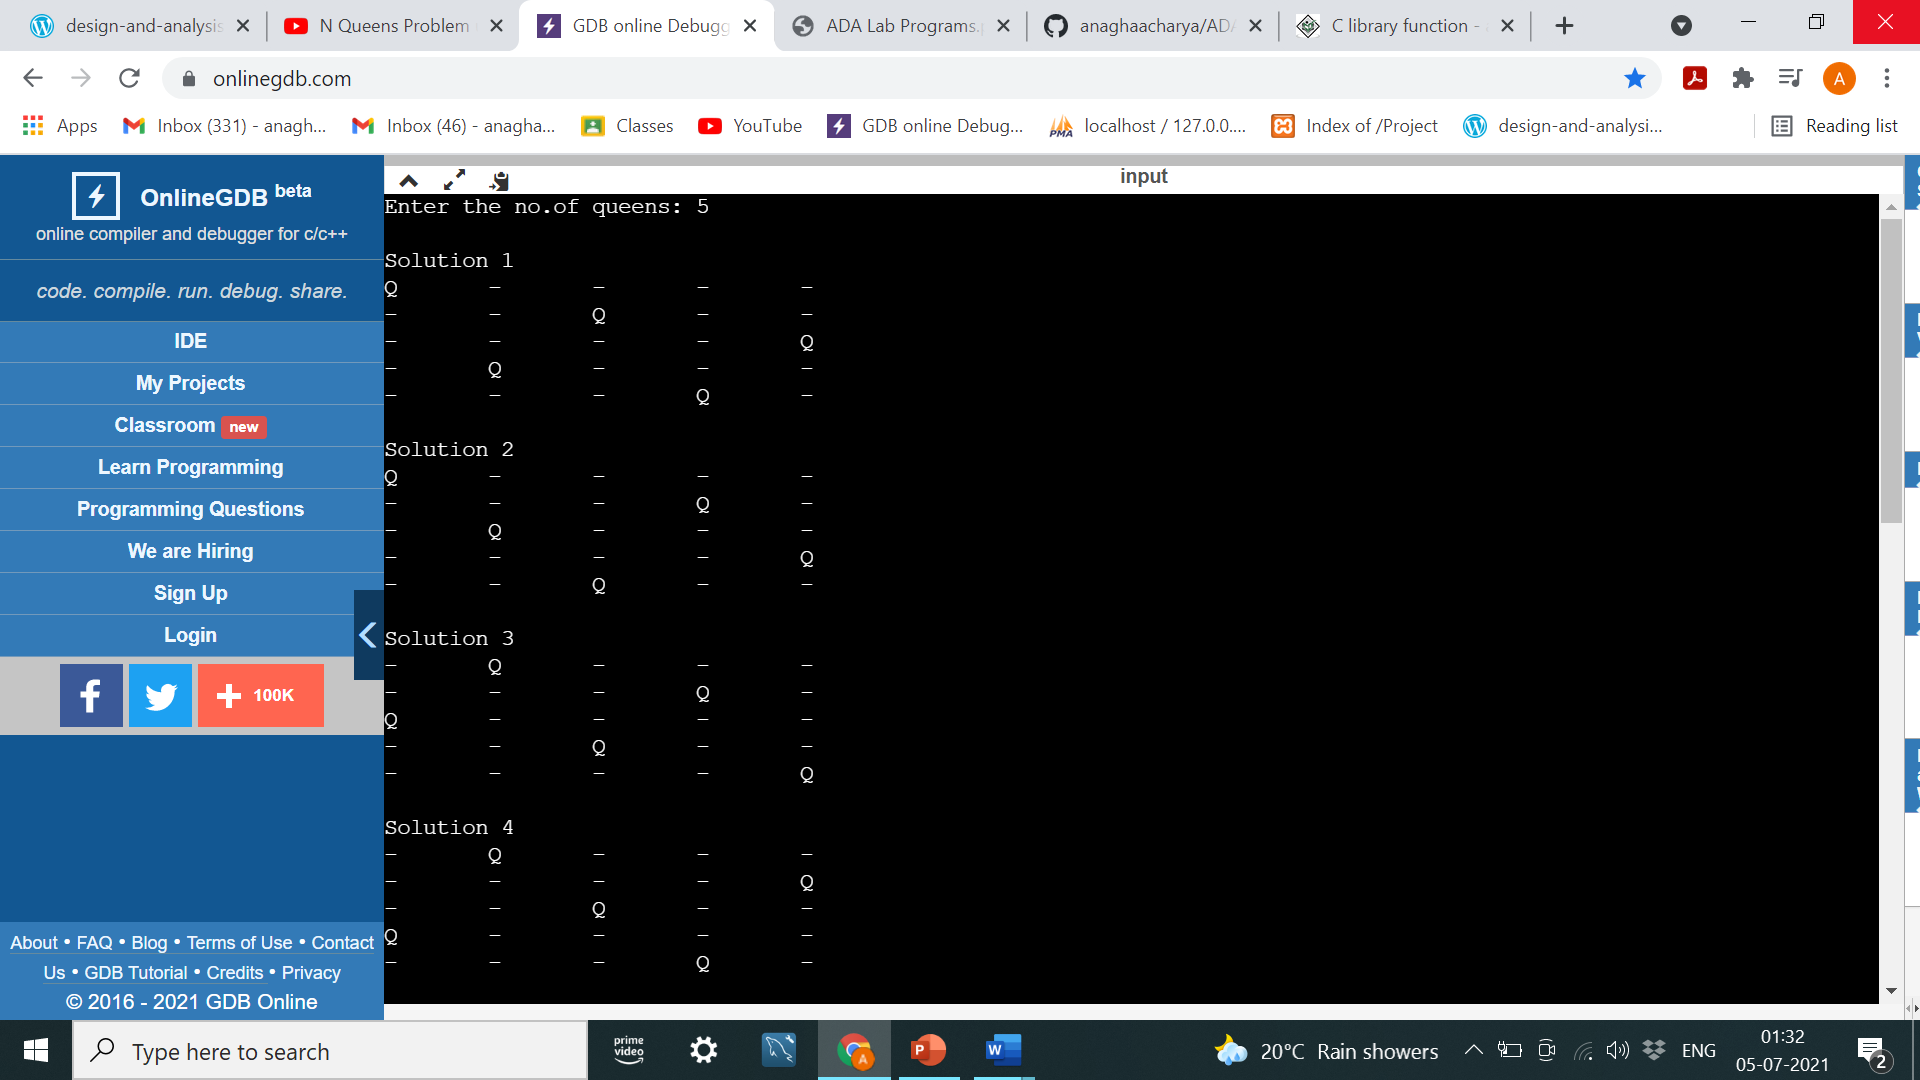 design-and-analysis
N Queens Problem
GDB online Debugg
ADA Lab Programs.
anaghaacharya/ADA
C library function -
onlinegdb.com
A
Apps
Inbox (331) - anagh...
Inbox (46) - anagha...
Classes
YouTube
GDB online Debug...
PMA
localhost / 127.0.0....
Index of /Project
design-and-analysi...
Reading list
OnlineGDB beta
online compiler and debugger for c/c++
code. compile. run. debug. share.
IDE
My Projects
Classroom new
Learn Programming
Programming Questions
We are Hiring
Sign Up
Login
f
+ 100K
About • FAQ • Blog • Terms of Use • Contact
Us • GDB Tutorial • Credits • Privacy
© 2016 - 2021 GDB Online
input
Enter the no.of queens: 5
Solution 1
Q - - - -
- - Q - -
- - - - Q
- Q - - -
- - - Q -
Solution 2
Q - - - -
- - - Q -
- Q - - -
- - - - Q
- - Q - -
Solution 3
- Q - - -
- - - Q -
Q - - - -
- - Q - -
- - - - Q
Solution 4
- Q - - -
- - - - Q
- - Q - -
Q - - - -
- - - Q -
Type here to search
prime
video
A
P
W
20°C Rain showers
ENG
01:32
05-07-2021
2